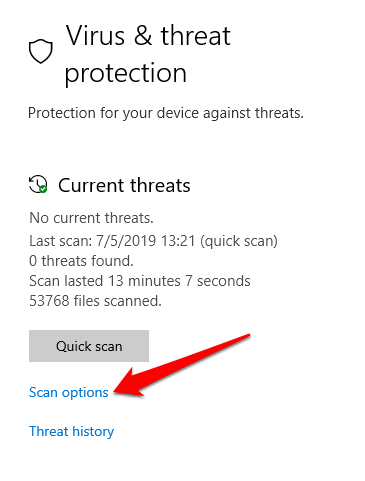 Virus & threat
protection
Protection for your device against threats.
Current threats
No current threats.
Last scan: 7/5/2019 13:21 (quick scan)
0 threats found.
Scan lasted 13 minutes 7 seconds
53768 files scanned.
Quick scan
Scan options
Threat history